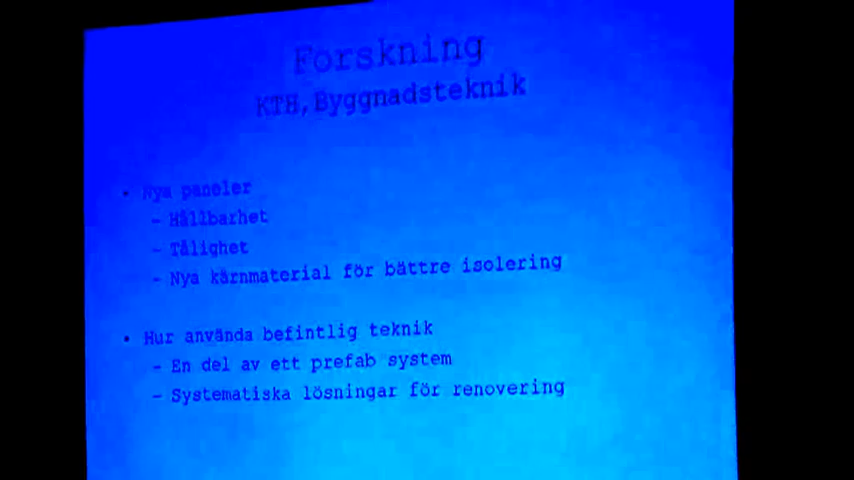 Forskning
KTH, Byggnadsteknik
• Nya paneler
– Hållbarhet
– Tålighet
– Nya kärnmaterial för bättre isolering
• Hur använda befintlig teknik
– En del av ett prefab system
– Systematiska lösningar för renovering